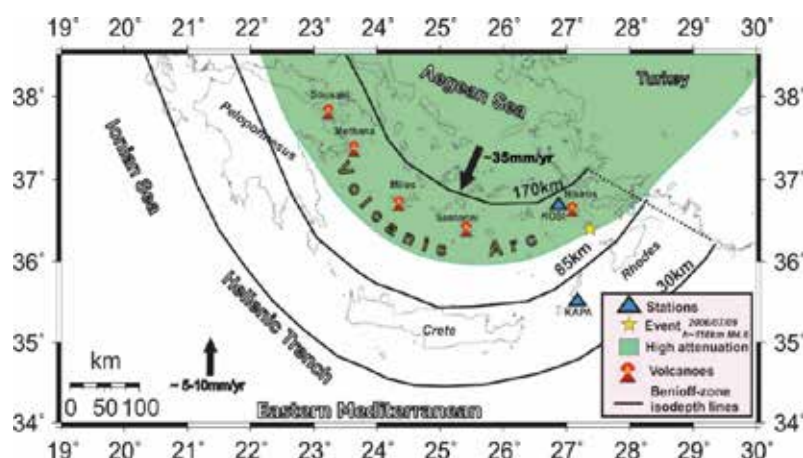 19° 20° 21° 22° 23° 24° 25° 26° 27° 28° 29° 30°
38°
37°
36°
35°
34°
Ionian Sea
Peloponnesus
Sousaki
Methana
Milos
Santorini
Nisiros
Aegean Sea
Turkey
~35mm/yr
170km
Volcanic Arc
85km
Rhodes
30km
KAPA
Crete
Hellenic Trench
~ 5-10mm/yr
Eastern Mediterranean
km
0 50 100
Stations
Event
High attenuation
Volcanoes
Benioff-zone
isodepth lines
38°
37°
36°
35°
34°
19° 20° 21° 22° 23° 24° 25° 26° 27° 28° 29° 30°